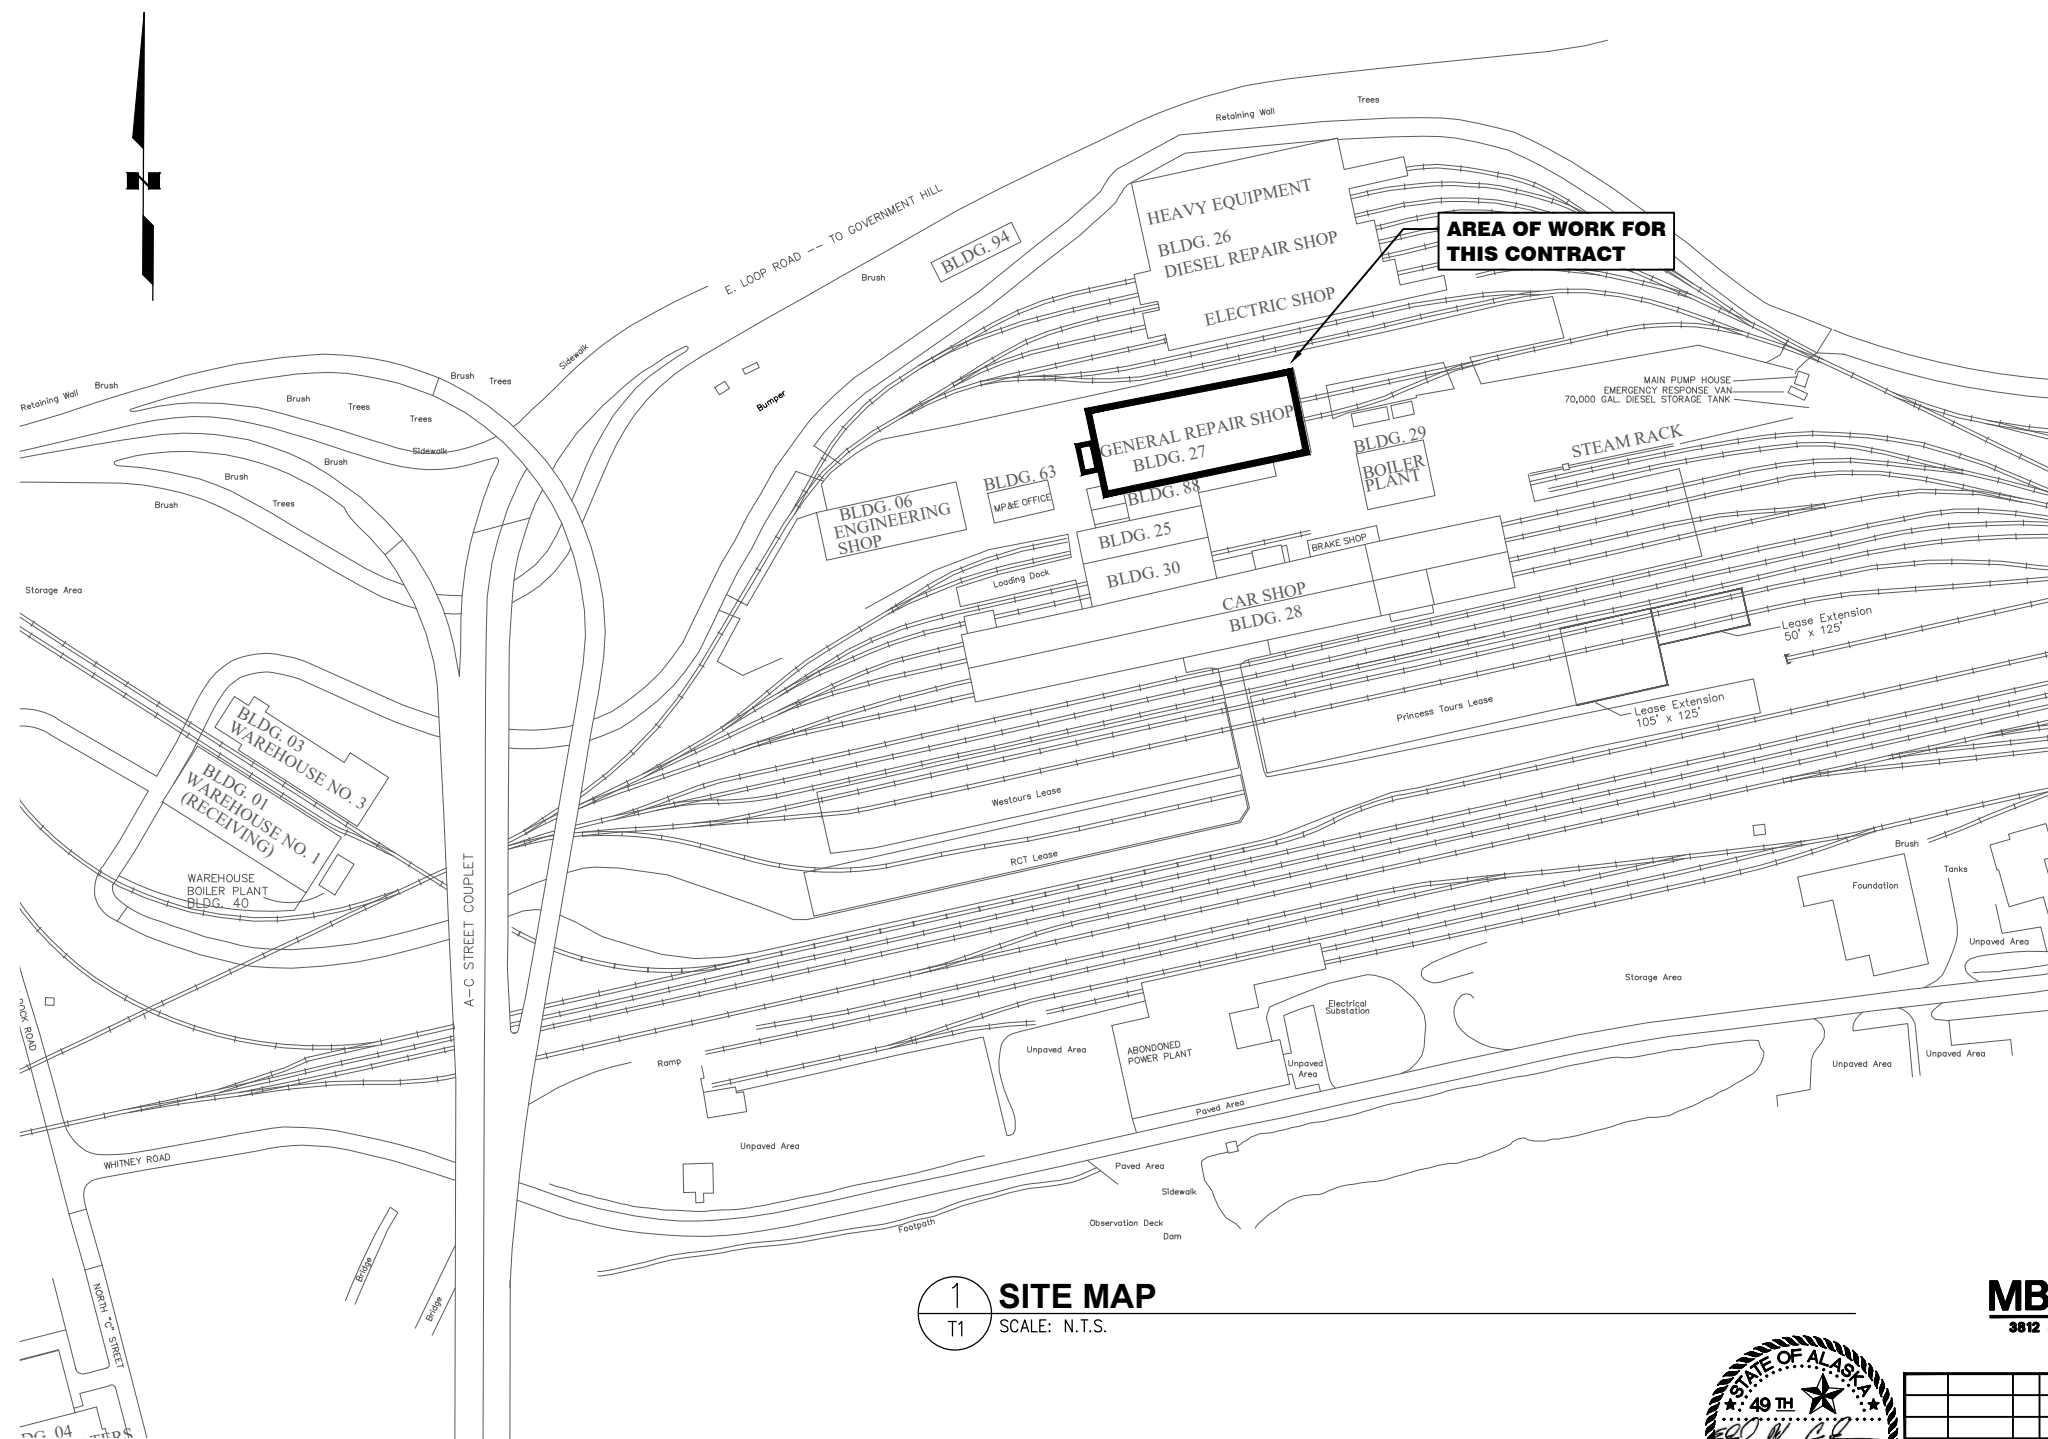 Retaining Wall
Trees
HEAVY EQUIPMENT
BLDG. 26
DIESEL REPAIR SHOP
ELECTRIC SHOP
AREA OF WORK FOR
THIS CONTRACT
N
E. LOOP ROAD -- TO GOVERNMENT HILL
BLDG. 94
Brush
Sidewalk
Bumper
Retaining Wall
Brush
Brush
Trees
Brush
Trees
Trees
Sidewalk
Brush
Brush
Trees
Brush
MAIN PUMP HOUSE
EMERGENCY RESPONSE VAN
70,000 GAL. DIESEL STORAGE TANK
GENERAL REPAIR SHOP
BLDG. 27
BLDG. 29
BOILER
PLANT
STEAM RACK
BLDG. 63
MP&E OFFICE
BLDG. 88
BLDG. 06
ENGINEERING
SHOP
BLDG. 25
BLDG. 30
BRAKE SHOP
Loading Dock
CAR SHOP
BLDG. 28
Storage Area
Lease Extension
50' x 125'
Lease Extension
105' x 125'
Princess Tours Lease
Westours Lease
RCT Lease
BLDG. 03
WAREHOUSE NO. 3
BLDG. 01
WAREHOUSE NO. 1
(RECEIVING)
WAREHOUSE
BOILER PLANT
BLDG. 40
A-C STREET COUPLET
Brush
Tanks
Foundation
Unpaved Area
Storage Area
Electrical
Substation
OCK ROAD
Ramp
Unpaved Area
ABONDONED
POWER PLANT
Unpaved
Area
Unpaved Area
Unpaved Area
Paved Area
WHITNEY ROAD
Unpaved Area
Paved Area
Sidewalk
Observation Deck
Dam
Footpath
Bridge
Bridge
NORTH "C" STREET
1
T1
SITE MAP
SCALE: N.T.S.
MB
3812
STATE OF ALASKA
49 TH
DG. 04
TERS